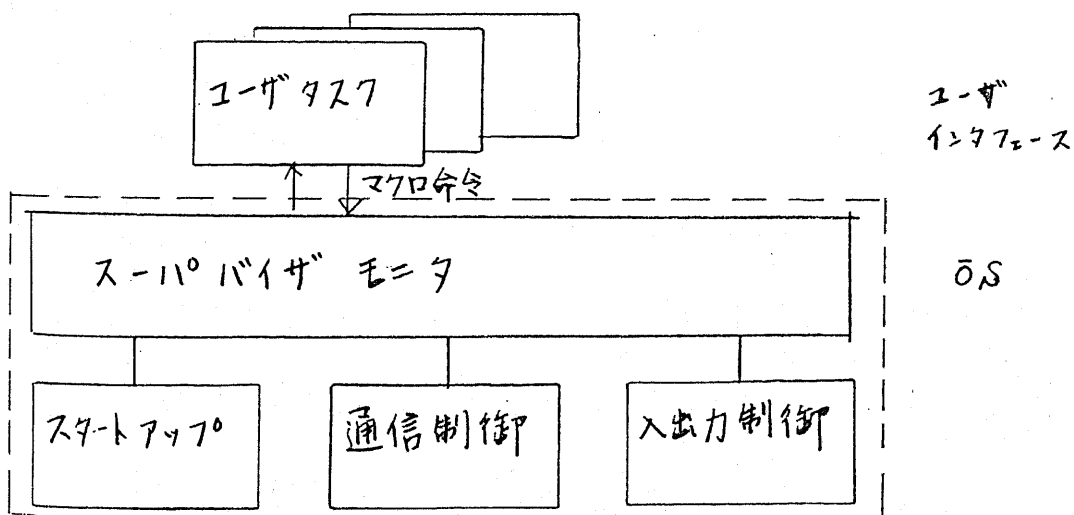 ユーザタスク
ユーザ
インタフェース
マクロ命令
スーパバイザモニタ
OS
スタートアップ
通信制御
入出力制御